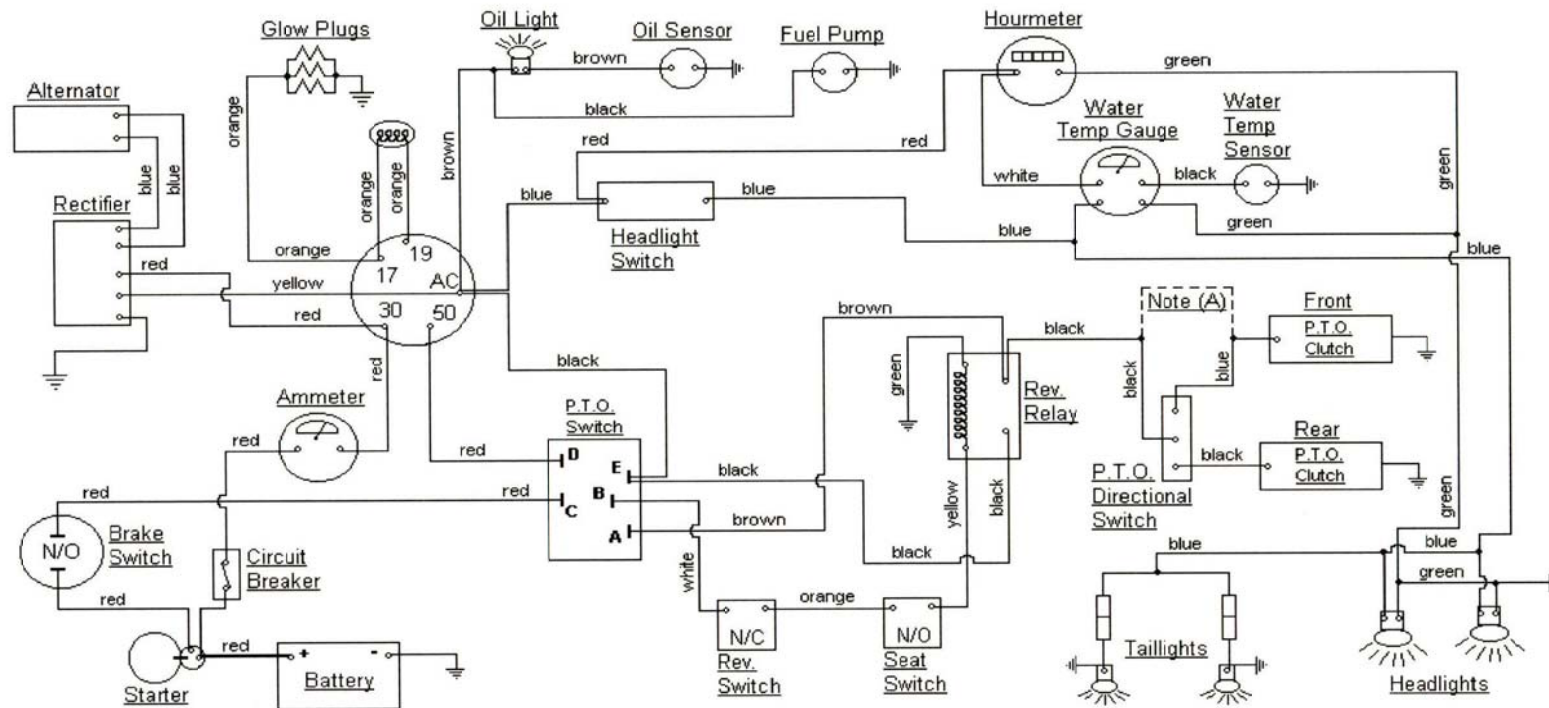 Oil Light
Hourmeter
Glow Plugs
Oil Sensor
Fuel Pump
brown
green
Alternator
black
Water
Temp Gauge
Water
Temp
Sensor
orange
red
red
brown
blue
blue
orange
orange
white
black
green
Rectifier
blue
blue
green
Headlight
Switch
blue
blue
orange
17
19
AC
red
yellow
30
50
red
brown
Note (A)
Front
P.T.O.
Clutch
black
black
green
black
blue
Rev.
Relay
red
Ammeter
P.T.O.
Switch
red
red
D
E
B
C
A
black
Rear
P.T.O.
Clutch
black
P.T.O.
Directional
Switch
yellow
black
green
red
red
brown
N/O
Brake
Switch
Circuit
Breaker
white
black
blue
blue
green
red
orange
N/C
N/O
Rev.
Switch
Seat
Switch
red
+ -
Battery
Starter
Taillights
Headlights